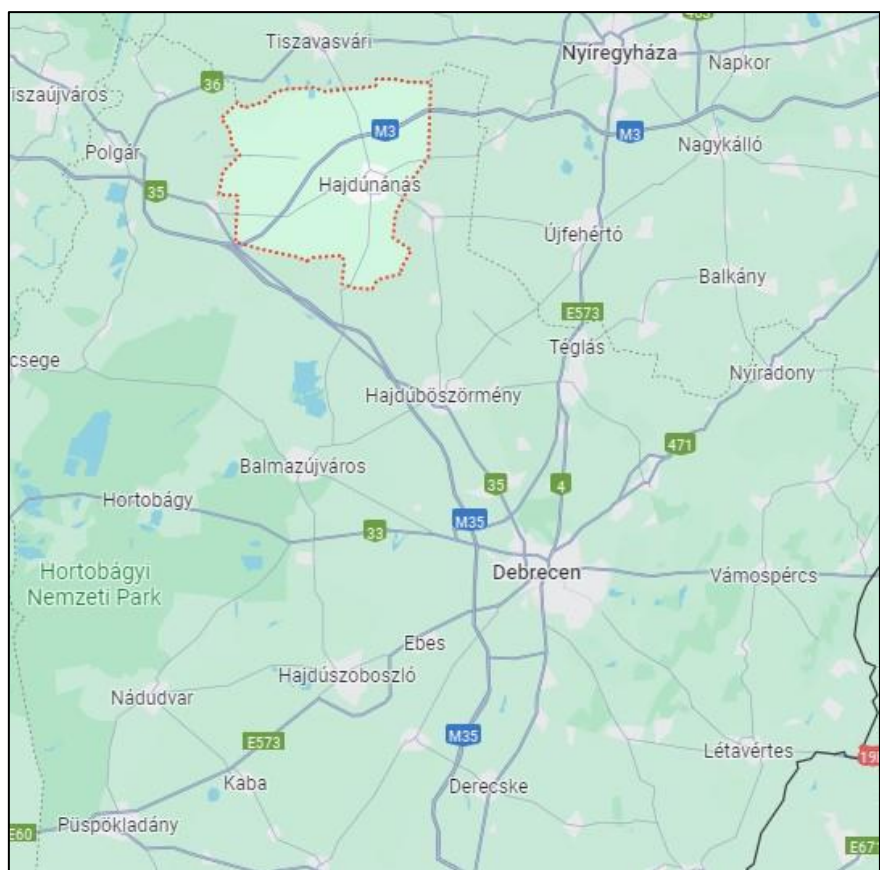 Tiszavasvári
Nyíregyháza
Napkor
36
iszaújváros
M3
M3
Polgár
Nagykálló
35
Hajdúnánás
Újfehértó
Balkány
E573
Téglás
csege
Nyíradony
Hajdúböszörmény
471
Balmazújváros
35
4
Hortobágy
M35
33
Hortobágyi
Nemzeti Park
Debrecen
Vámospércs
Ebes
Hajdúszoboszló
Nádudvar
M35
E573
Létavértes
Kaba
Derecske
Püspökladány
E60
E671